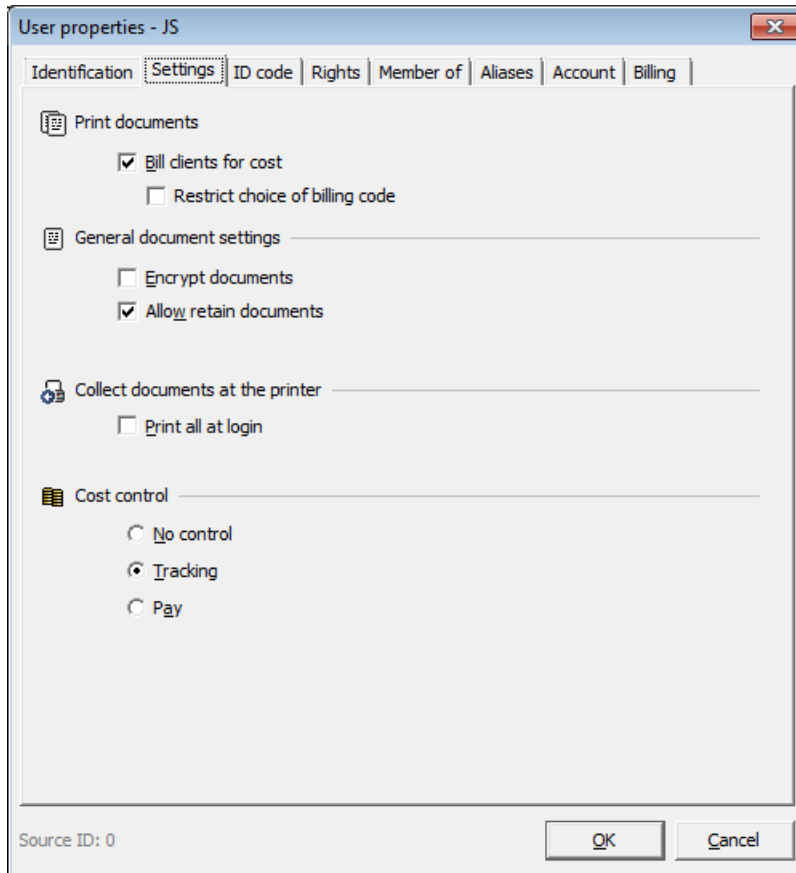 User properties - JS
Identification Settings ID code Rights Member of Aliases Account Billing
Print documents
Bill clients for cost
Restrict choice of billing code
General document settings
Encrypt documents
Allow retain documents
Collect documents at the printer
Print all at login
Cost control
No control
Tracking
Pay
Source ID: 0 OK Cancel